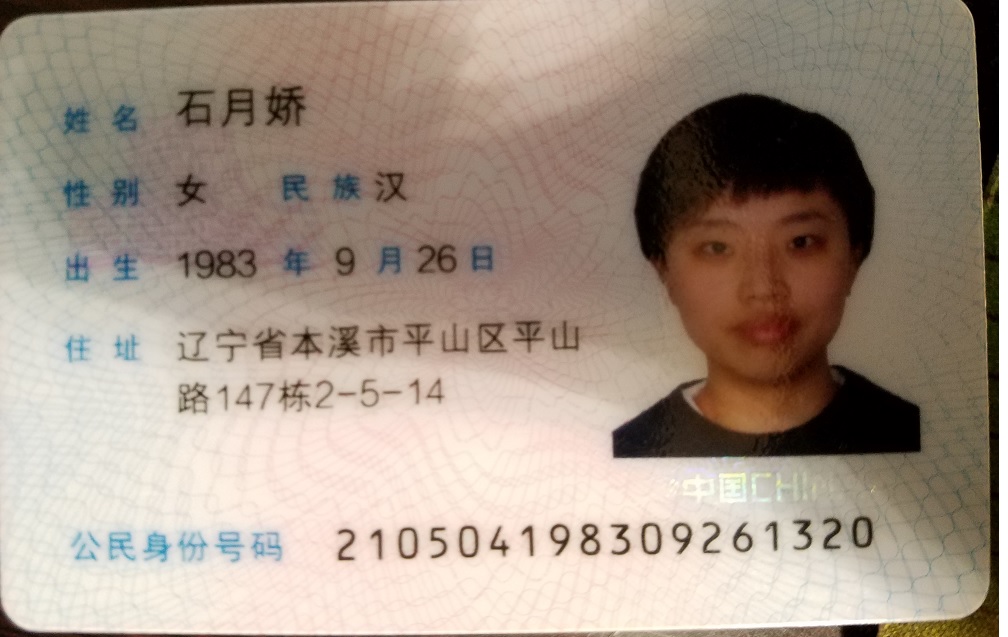 姓名 石月娇
性别 女 民族 汉
出生 1983 年 9 月 26 日
住址 辽宁省本溪市平山区平山
路147栋2-5-14
中国CHI
公民身份号码 210504198309261320